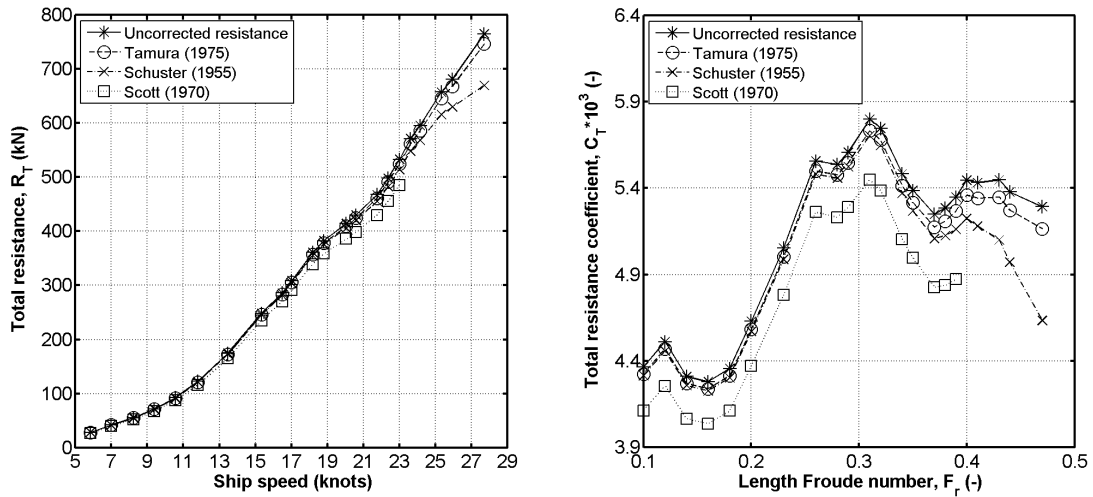 800
700
600
500
400
300
200
100
0
Total resistance, R_T (kN)
Uncorrected resistance
Tamura (1975)
Schuster (1955)
Scott (1970)
5 7 9 11 13 15 17 19 21 23 25 27 29
Ship speed (knots)
6.4
5.9
5.4
4.9
4.4
3.9
Total resistance coefficient, C_T*10^3 (-)
Uncorrected resistance
Tamura (1975)
Schuster (1955)
Scott (1970)
0.1 0.2 0.3 0.4 0.5
Length Froude number, F_r (-)